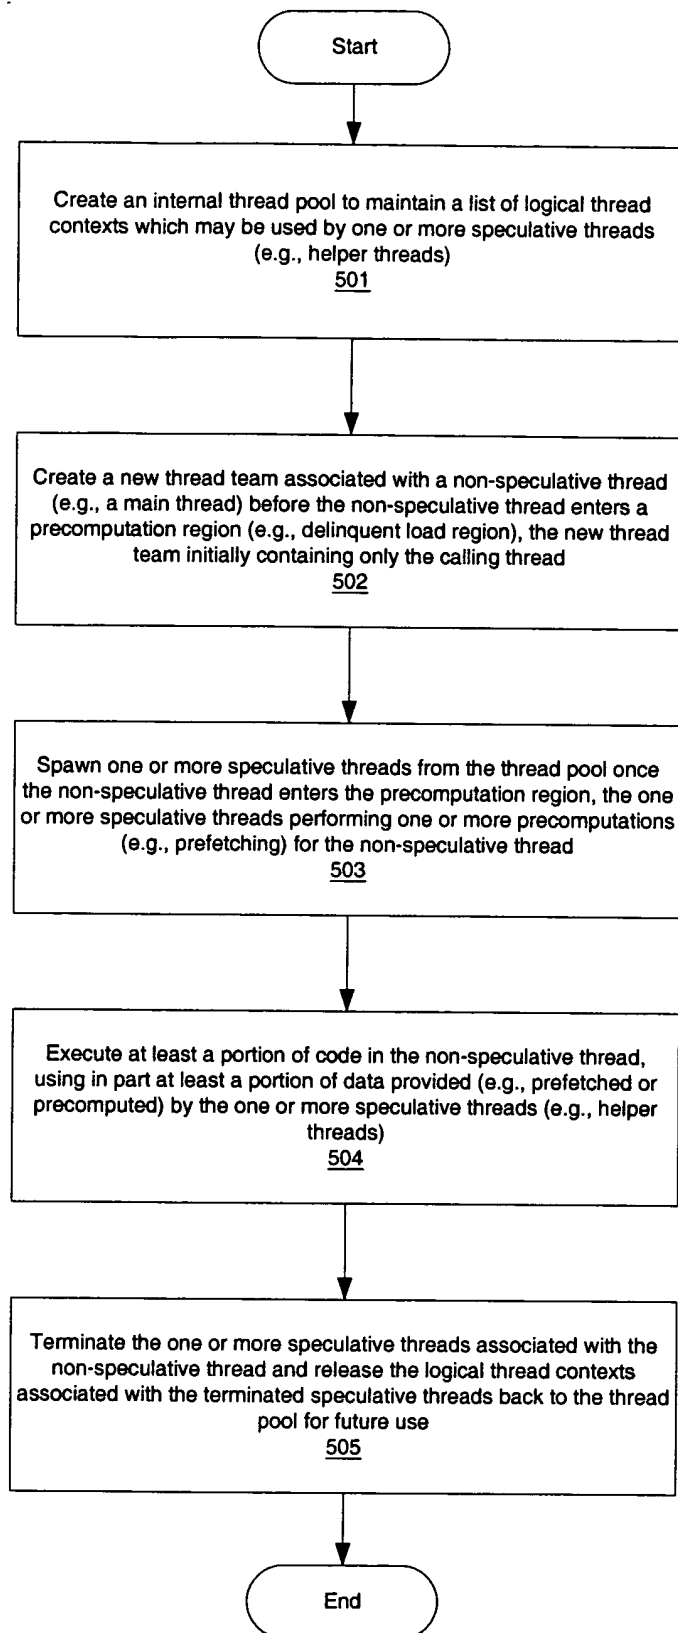 Start
Create an internal thread pool to maintain a list of logical thread
contexts which may be used by one or more speculative threads
(e.g., helper threads)
501
Create a new thread team associated with a non-speculative thread
(e.g., a main thread) before the non-speculative thread enters a
precomputation region (e.g., delinquent load region), the new thread
team initially containing only the calling thread
502
Spawn one or more speculative threads from the thread pool once
the non-speculative thread enters the precomputation region, the one
or more speculative threads performing one or more precomputations
(e.g., prefetching) for the non-speculative thread
503
Execute at least a portion of code in the non-speculative thread,
using in part at least a portion of data provided (e.g., prefetched or
precomputed) by the one or more speculative threads (e.g., helper
threads)
504
Terminate the one or more speculative threads associated with the
non-speculative thread and release the logical thread contexts
associated with the terminated speculative threads back to the thread
pool for future use
505
End